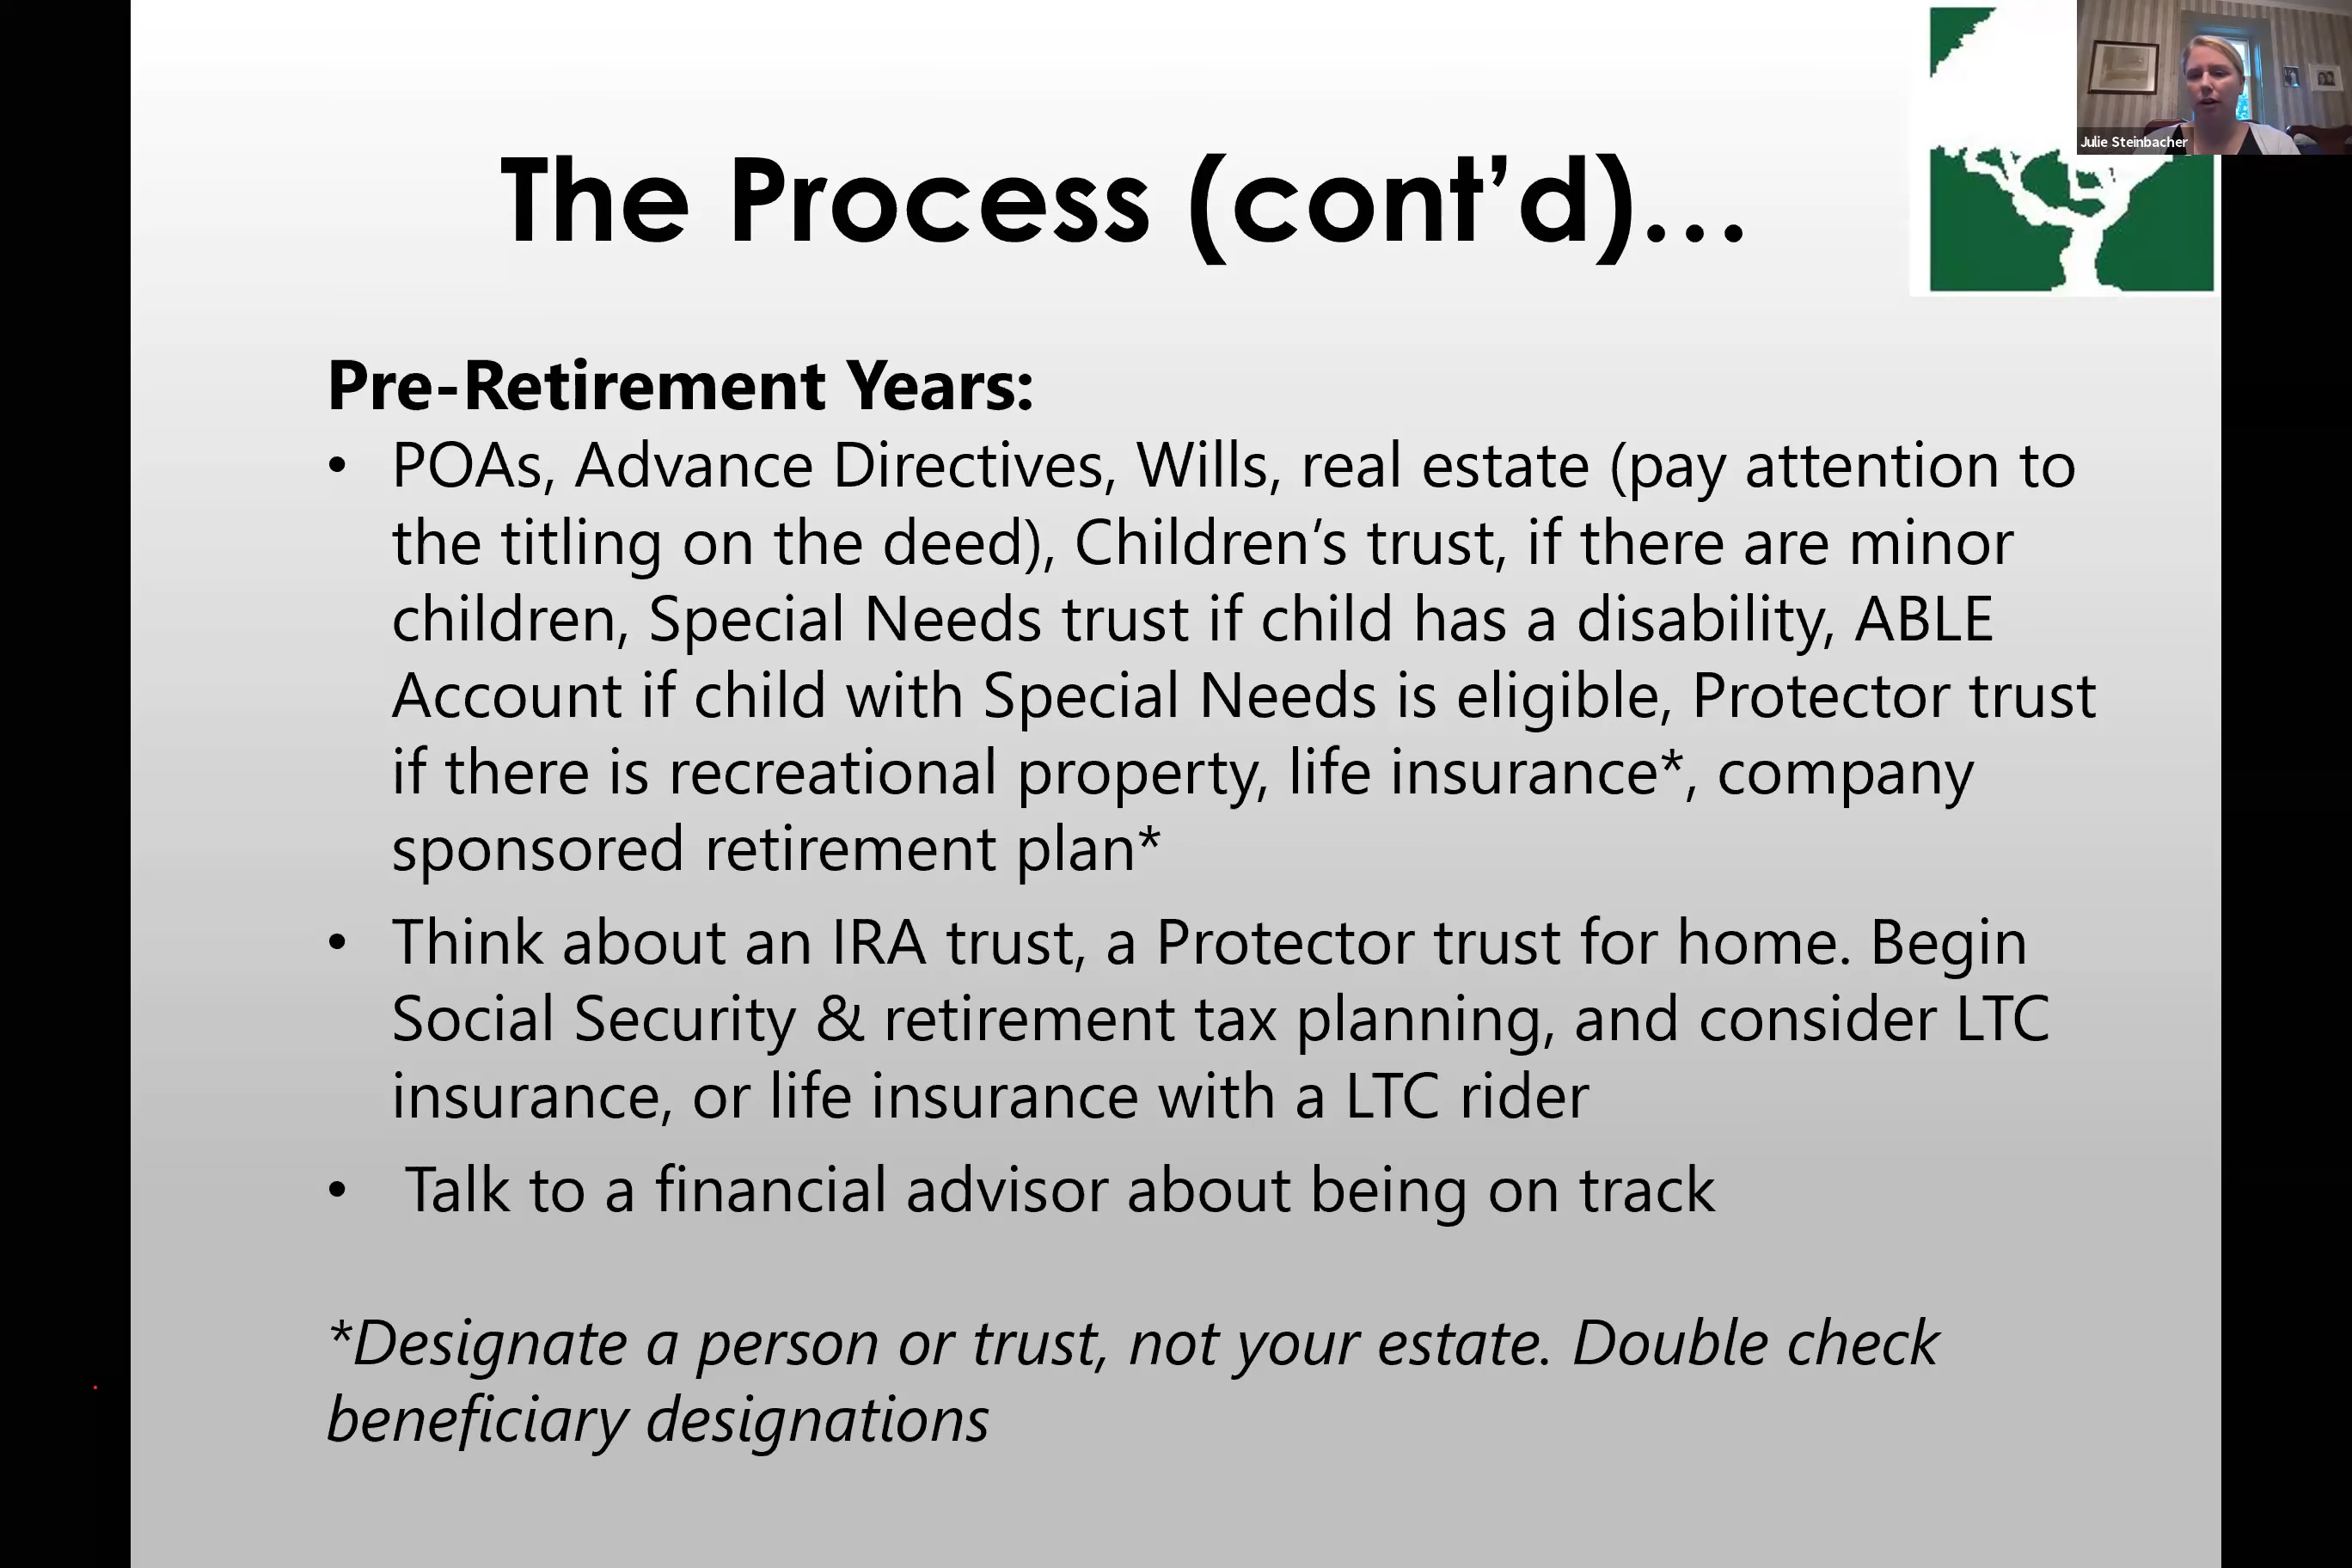 Julie Steinbacher
The Process (cont’d)…
Pre-Retirement Years:
• POAs, Advance Directives, Wills, real estate (pay attention to
the titling on the deed), Children’s trust, if there are minor
children, Special Needs trust if child has a disability, ABLE
Account if child with Special Needs is eligible, Protector trust
if there is recreational property, life insurance*, company
sponsored retirement plan*
• Think about an IRA trust, a Protector trust for home. Begin
Social Security & retirement tax planning, and consider LTC
insurance, or life insurance with a LTC rider
• Talk to a financial advisor about being on track
*Designate a person or trust, not your estate. Double check
beneficiary designations